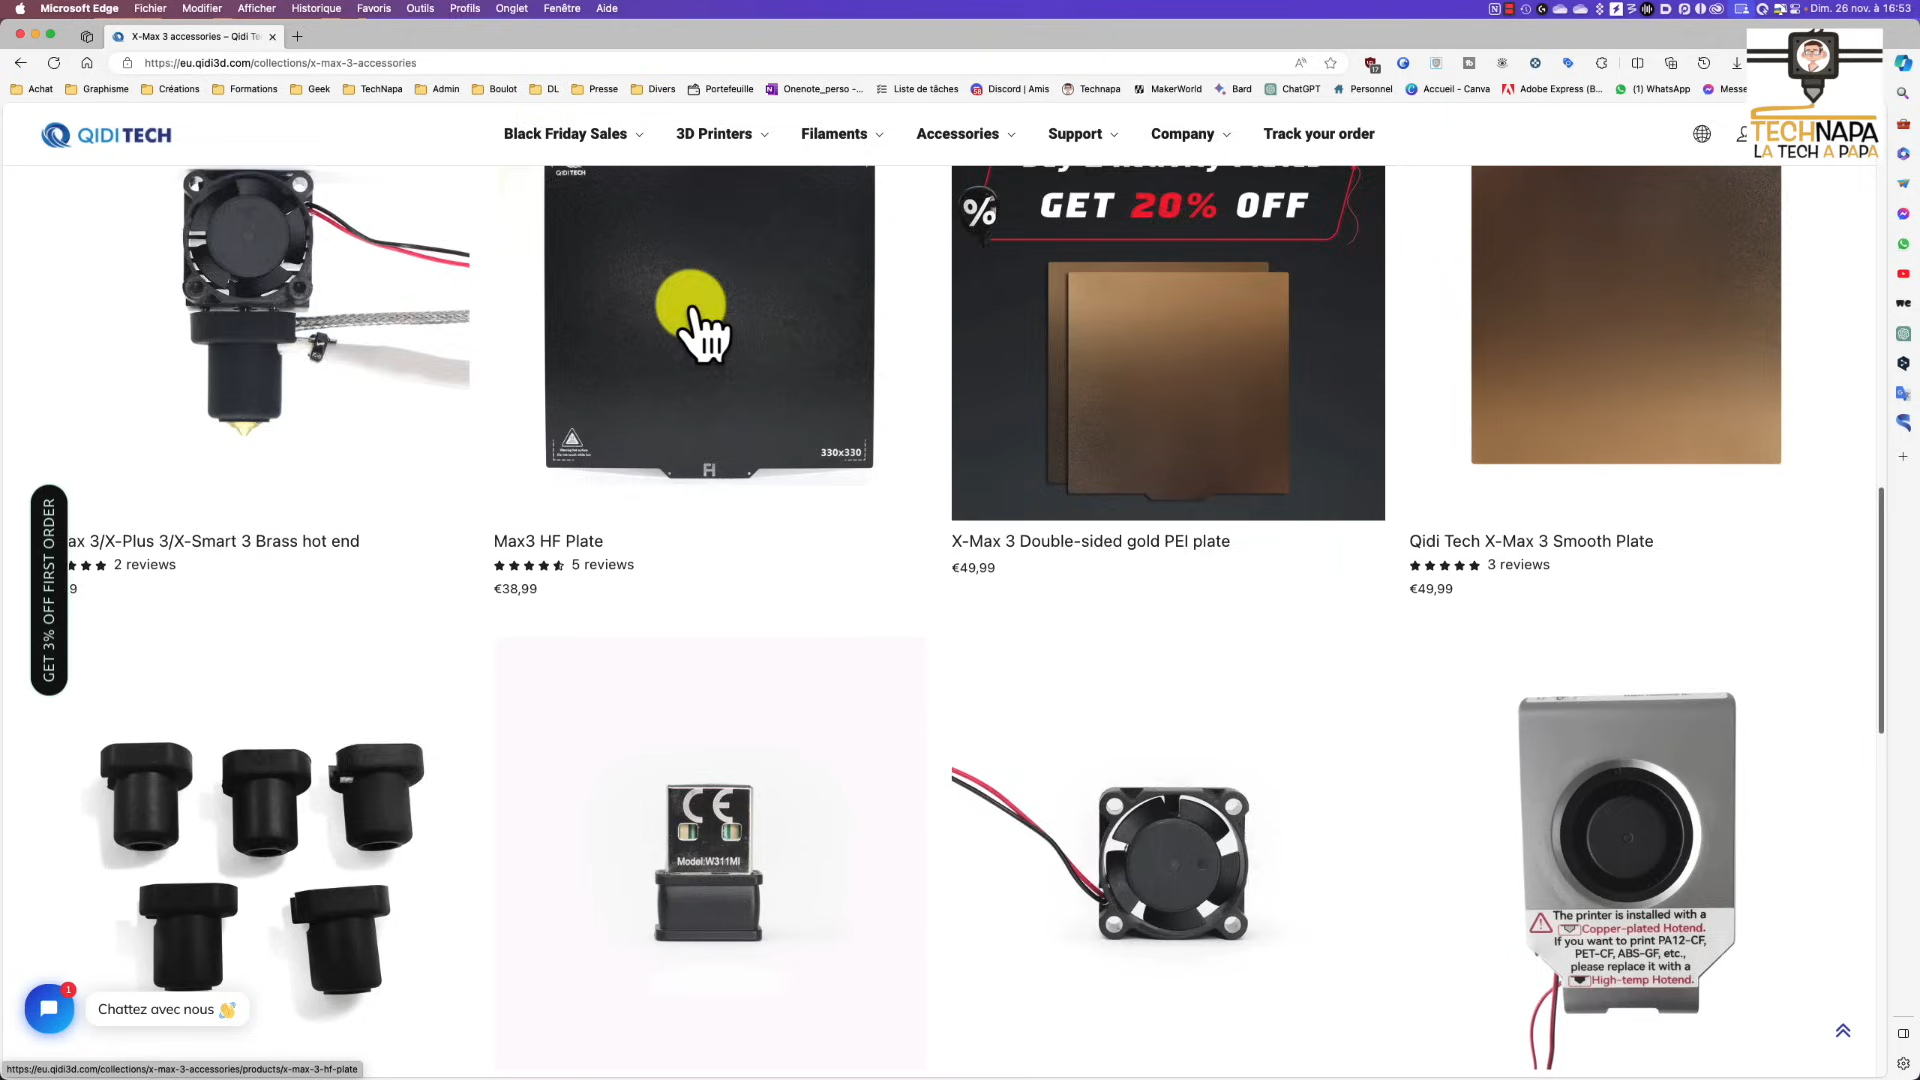 Microsoft Edge Fichier Modifier Afficher Historique Favoris Outils Profils Onglet Fenêtre Aide Dim. 26 nov. à 16:53
X-Max 3 accessories – Qidi Te
https://eu.qidi3d.com/collections/x-max-3-accessories
Achat Graphisme Créations Formations Geek TechNapa Admin Boulot DL Presse Divers Portefeuille Onenote_perso -... Liste de tâches Discord | Amis Technapa MakerWorld Bard ChatGPT Personnel Accueil - Canva Adobe Express (B... (1) WhatsApp Messe
TECHNAPA
LA TECH A PAPA
QIDI TECH
Black Friday Sales 3D Printers Filaments Accessories Support Company Track your order
QIDI TECH
GET 20% OFF
%
330x330
GET 3% OFF FIRST ORDER
ax 3/X-Plus 3/X-Smart 3 Brass hot end
2 reviews
9
Max3 HF Plate
5 reviews
€38,99
X-Max 3 Double-sided gold PEI plate
€49,99
Qidi Tech X-Max 3 Smooth Plate
3 reviews
€49,99
CE
Model:W311MI
The printer is installed with a
Copper-plated Hotend.
If you want to print PA12-CF,
PET-CF, ABS-GF, etc.,
please replace it with a
High-temp Hotend.
1
Chattez avec nous 👋
https://eu.qidi3d.com/collections/x-max-3-accessories/products/x-max-3-hf-plate